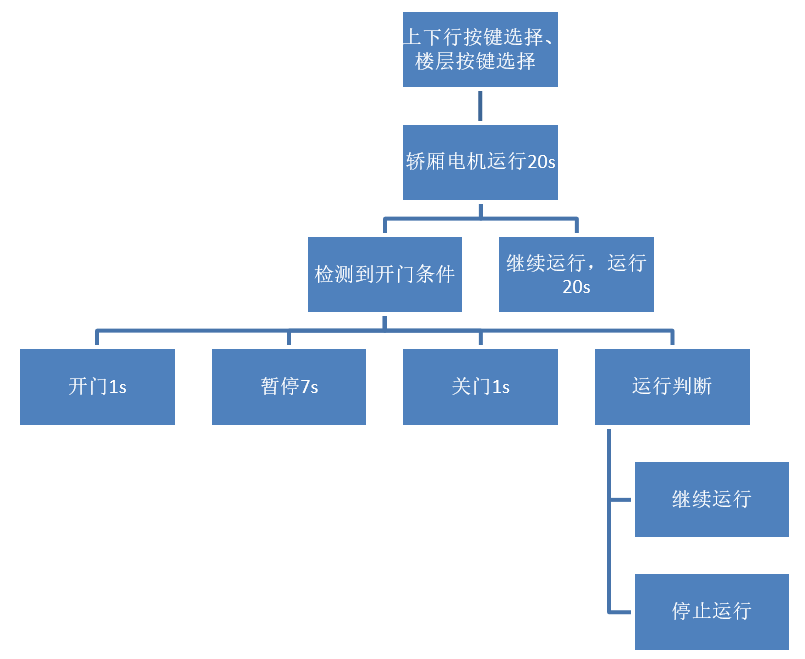 上下行按键选择、
楼层按键选择
轿厢电机运行20s
检测到开门条件
继续运行，运行
20s
开门1s
暂停7s
关门1s
运行判断
继续运行
停止运行